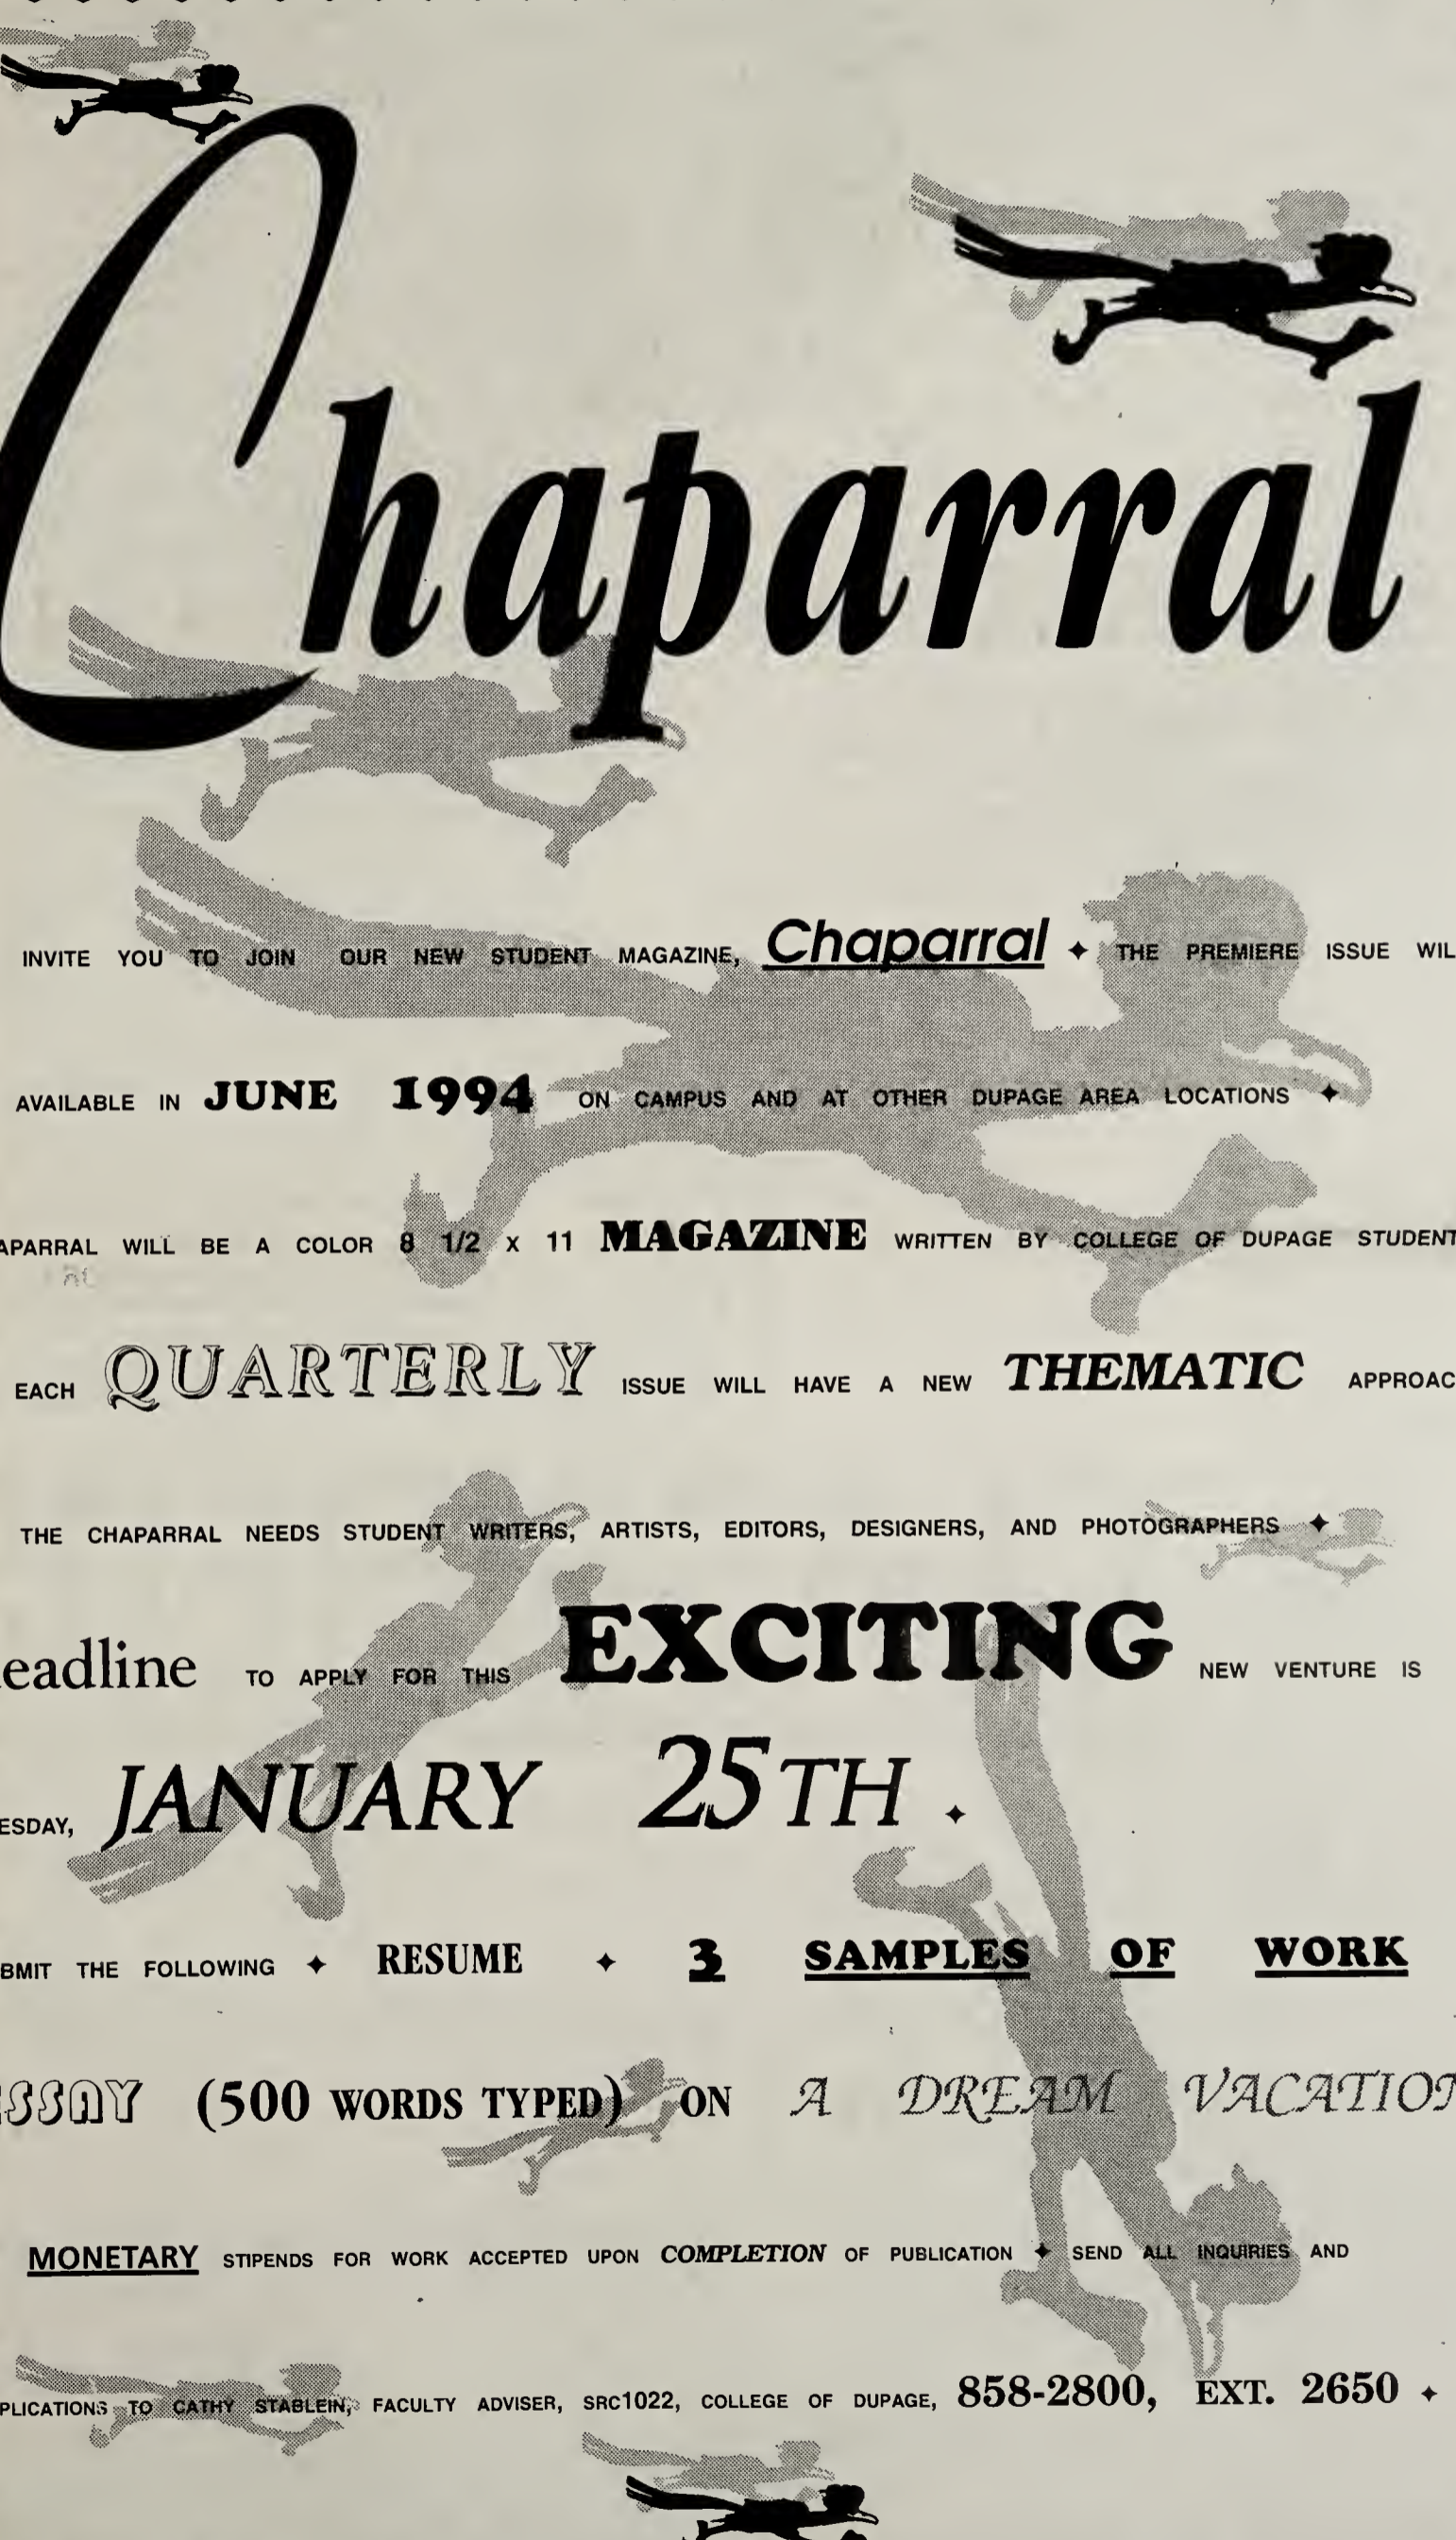 Chaparral
INVITE YOU TO JOIN OUR NEW STUDENT MAGAZINE, Chaparral ✦ THE PREMIERE ISSUE WIL
AVAILABLE IN JUNE 1994 ON CAMPUS AND AT OTHER DUPAGE AREA LOCATIONS ✦
APARRAL WILL BE A COLOR 8 1/2 x 11 MAGAZINE WRITTEN BY COLLEGE OF DUPAGE STUDENT
EACH QUARTERLY ISSUE WILL HAVE A NEW THEMATIC APPROAC
THE CHAPARRAL NEEDS STUDENT WRITERS, ARTISTS, EDITORS, DESIGNERS, AND PHOTOGRAPHERS ✦
eadline TO APPLY FOR THIS EXCITING NEW VENTURE IS
ESDAY, JANUARY 25TH ✦
BMIT THE FOLLOWING ✦ RESUME ✦ 3 SAMPLES OF WORK
SSAY (500 WORDS TYPED) ON A DREAM VACATION
MONETARY STIPENDS FOR WORK ACCEPTED UPON COMPLETION OF PUBLICATION ✦ SEND ALL INQUIRIES AND
PLICATIONS TO CATHY STABLEIN, FACULTY ADVISER, SRC1022, COLLEGE OF DUPAGE, 858-2800, EXT. 2650 ✦